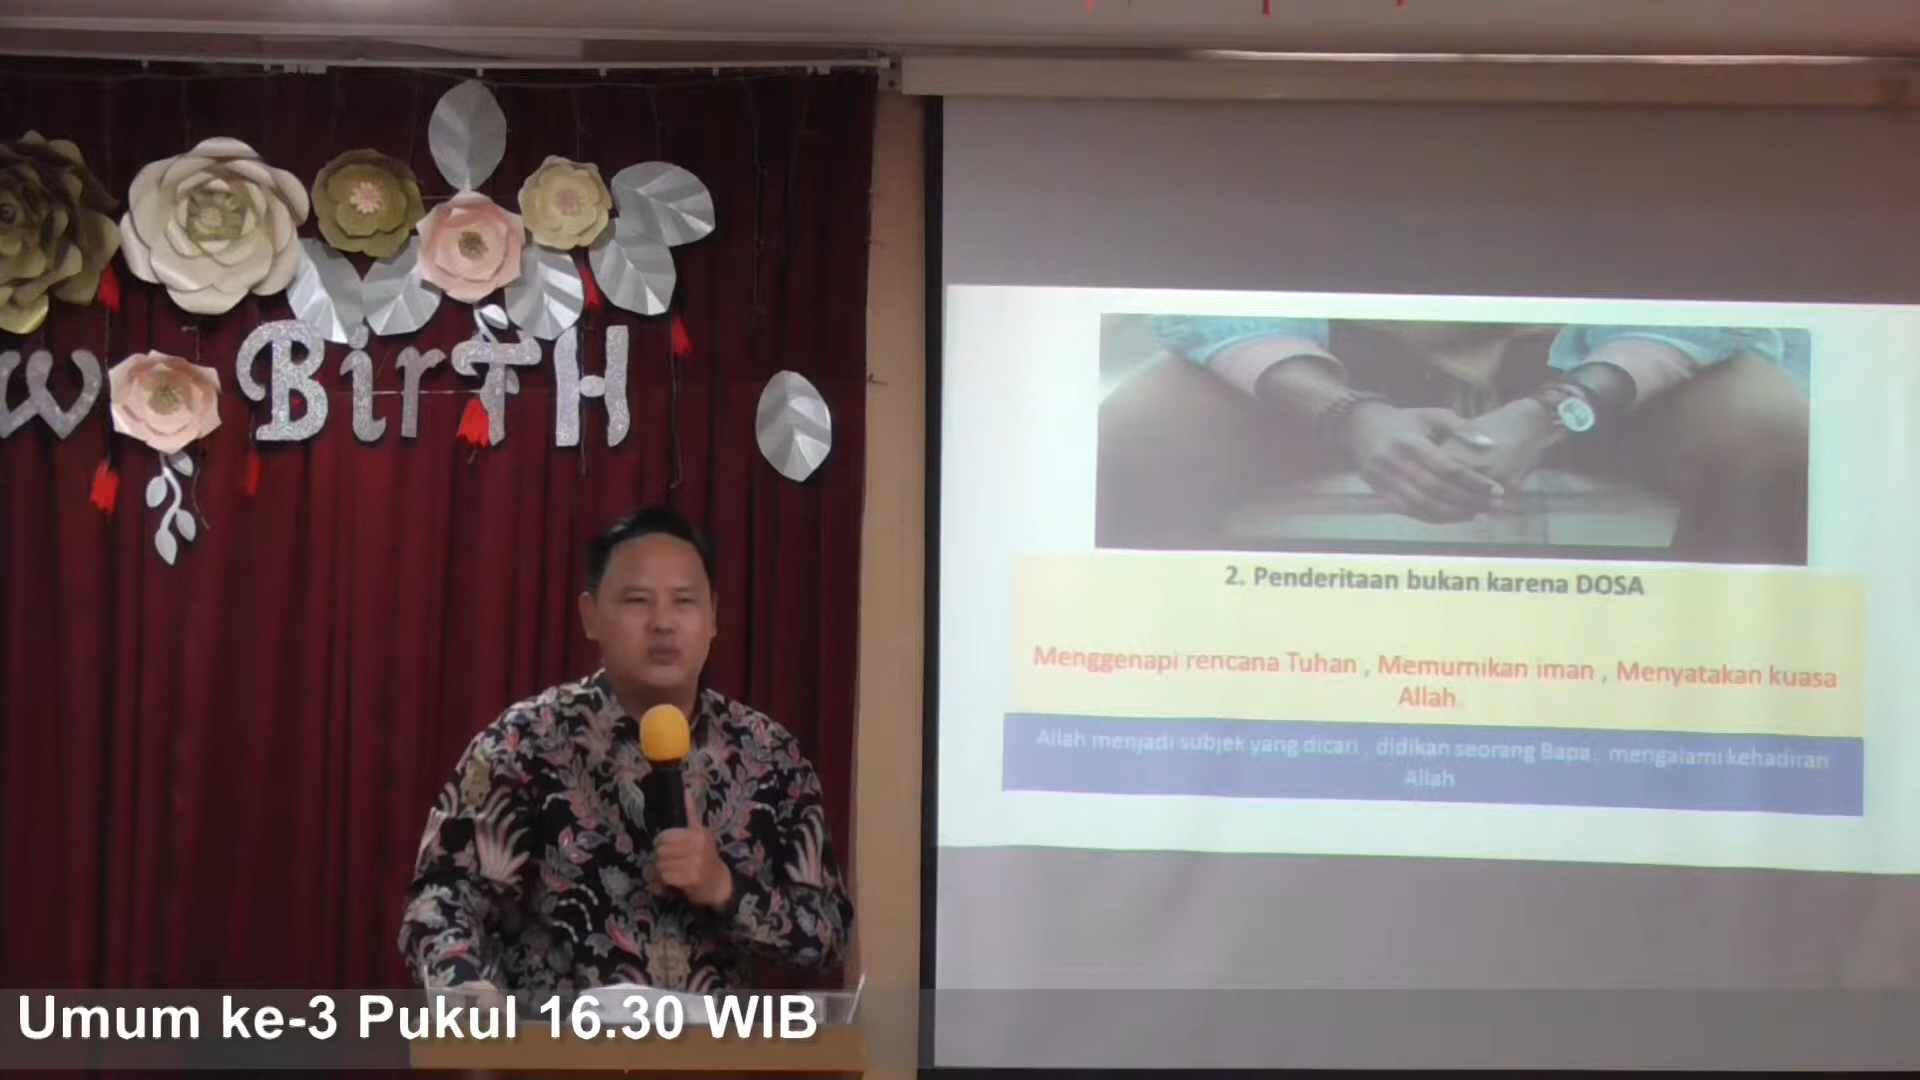 w BirTH
2. Penderitaan bukan karena DOSA
Menggenapi rencana Tuhan , Memurnikan iman , Menyatakan kuasa
Allah.
Allah menjadi subjek yang dicari , didikan seorang Bapa , mengalami kehadiran
Allah
Umum ke-3 Pukul 16.30 WIB